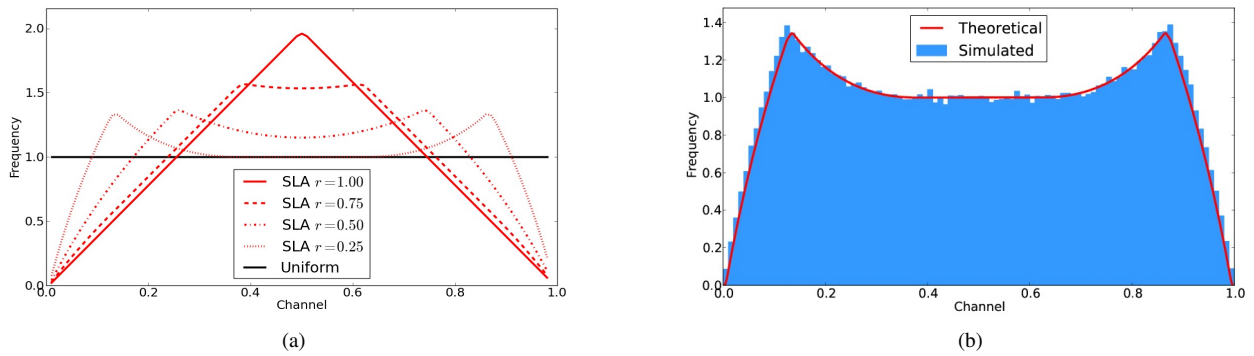 2.0
1.5
1.0
0.5
0.0
Frequency
0.0 0.2 0.4 0.6 0.8 1.0
Channel
SLA r=1.00
SLA r=0.75
SLA r=0.50
SLA r=0.25
Uniform
(a)
1.4
1.2
1.0
0.8
0.6
0.4
0.2
0.0
Frequency
0.0 0.2 0.4 0.6 0.8 1.0
Channel
Theoretical
Simulated
(b)